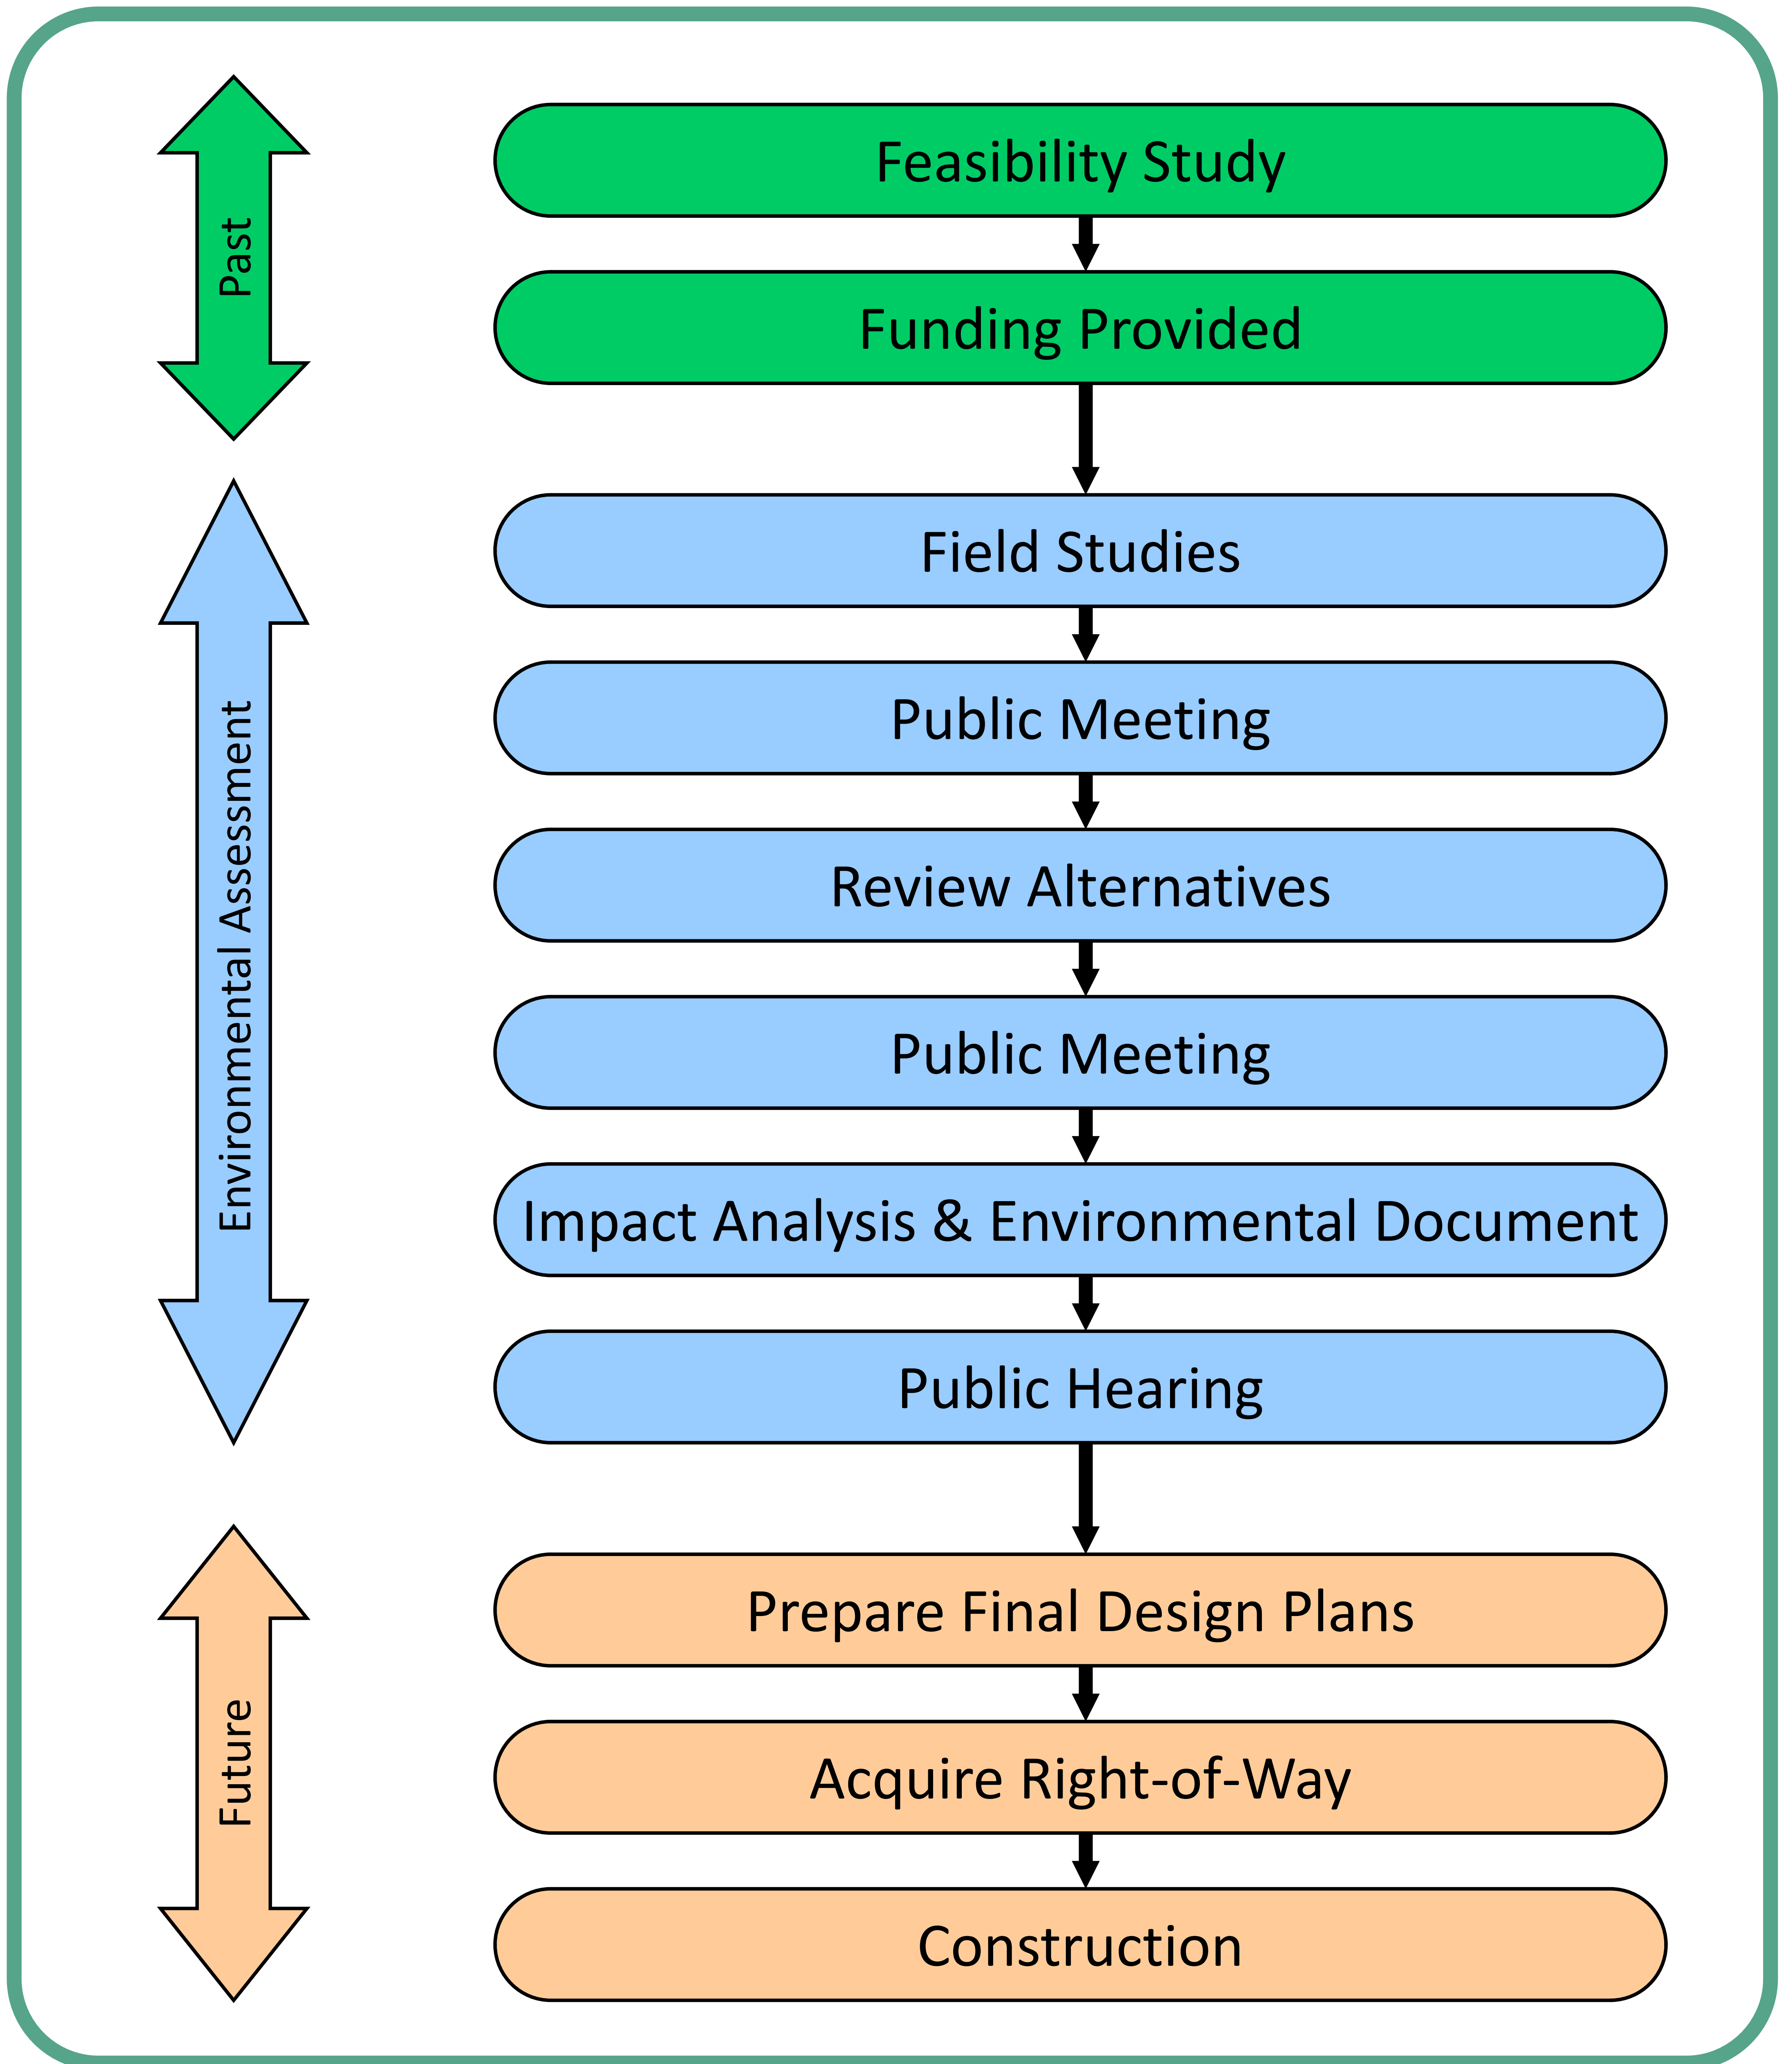 Past
Feasibility Study
Funding Provided
Environmental Assessment
Field Studies
Public Meeting
Review Alternatives
Public Meeting
Impact Analysis & Environmental Document
Public Hearing
Future
Prepare Final Design Plans
Acquire Right-of-Way
Construction